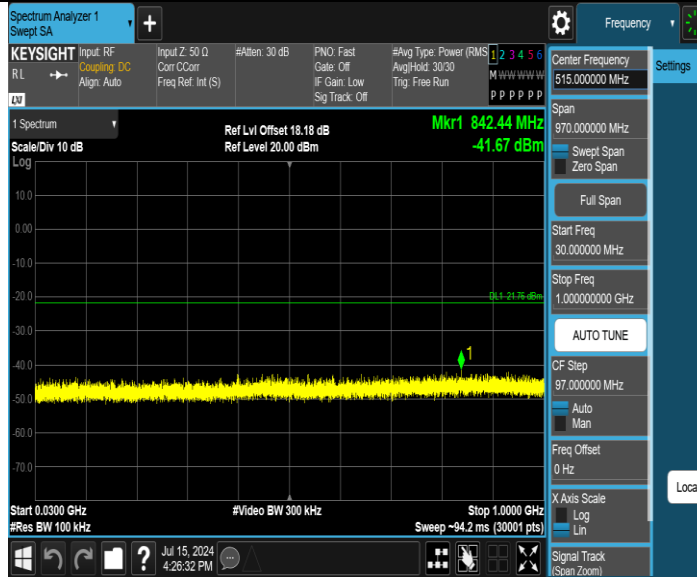 Spectrum Analyzer 1
Swept SA
Frequency
KEYSIGHT
RL
LXI
Input: RF
Coupling: DC
Align: Auto
Input Z: 50 Ω
Corr CCorr
Freq Ref: Int (S)
#Atten: 30 dB
PNO: Fast
Gate: Off
IF Gain: Low
Sig Track: Off
#Avg Type: Power (RMS
Avg|Hold: 30/30
Trig: Free Run
1 2 3 4 5 6
M W W W W W
P P P P P P
1 Spectrum
Scale/Div 10 dB
Log
Ref Lvl Offset 18.18 dB
Ref Level 20.00 dBm
Mkr1 842.44 MHz
-41.67 dBm
10.0
0.00
-10.0
-20.0
-30.0
-40.0
-50.0
-60.0
-70.0
DL1 -21.76 dBm
1
Start 0.0300 GHz
#Res BW 100 kHz
#Video BW 300 kHz
Stop 1.0000 GHz
Sweep ~94.2 ms (30001 pts)
Jul 15, 2024
4:26:32 PM
Center Frequency
515.000000 MHz
Span
970.000000 MHz
Swept Span
Zero Span
Full Span
Start Freq
30.000000 MHz
Stop Freq
1.000000000 GHz
AUTO TUNE
CF Step
97.000000 MHz
Auto
Man
Freq Offset
0 Hz
X Axis Scale
Log
Lin
Signal Track
(Span Zoom)
Settings
Loca